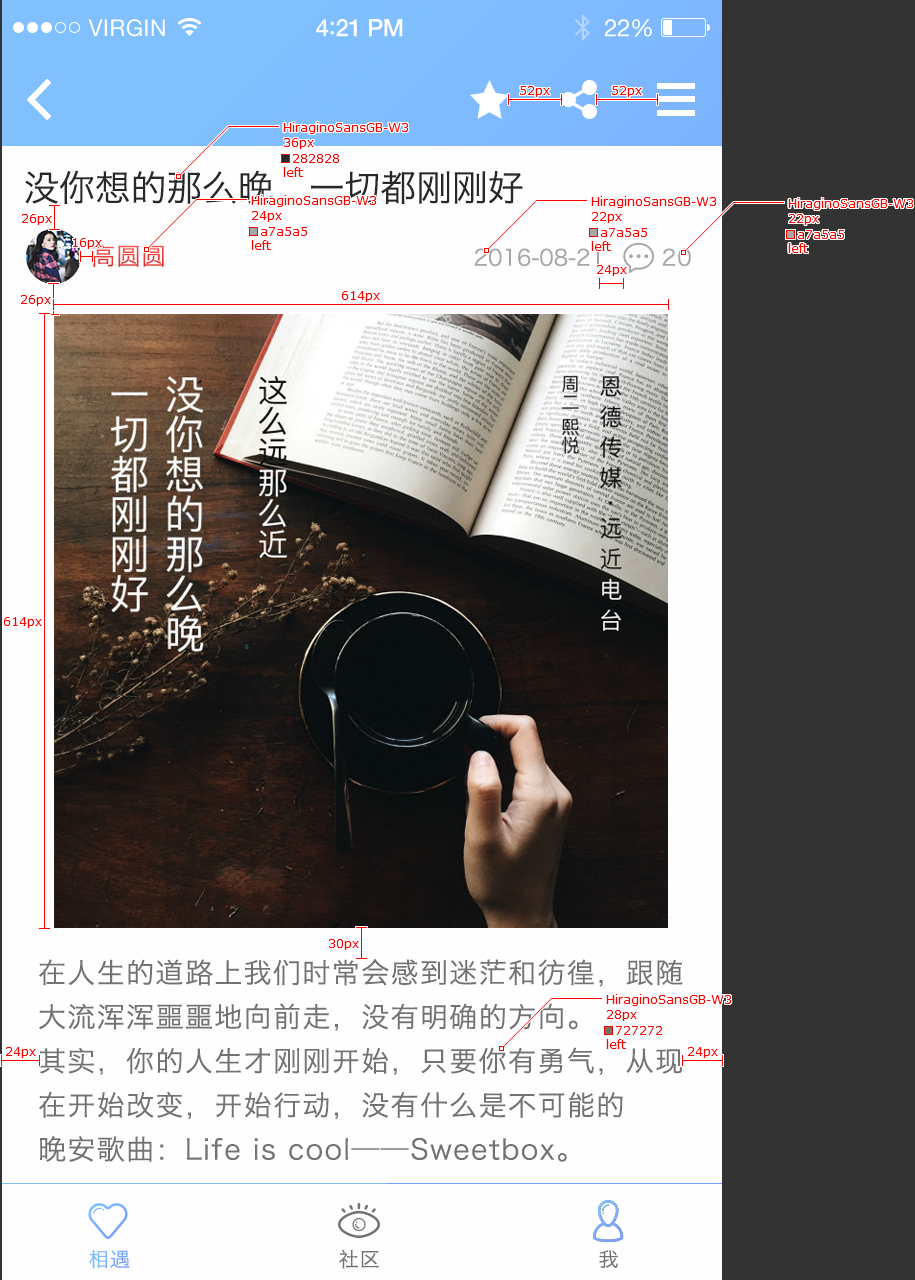 VIRGIN 4:21 PM 22%
52px 52px
HiraginoSansGB-W3
36px
282828
left
没你想的那么晚，一切都刚刚好
HiraginoSansGB-W3
24px
a7a5a5
left
HiraginoSansGB-W3
22px
a7a5a5
left
HiraginoSansGB-W3
22px
a7a5a5
left
26px
16px
高圆圆
2016-08-21
20
24px
26px
614px
614px
恩德传媒·远近电台
周二熙悦
这么远那么近
没你想的那么晚
一切都刚刚好
30px
在人生的道路上我们时常会感到迷茫和彷徨，跟随
大流浑浑噩噩地向前走，没有明确的方向。
HiraginoSansGB-W3
28px
727272
left
24px
24px
其实，你的人生才刚刚开始，只要你有勇气，从现
在开始改变，开始行动，没有什么是不可能的
晚安歌曲：Life is cool——Sweetbox。
相遇 社区 我